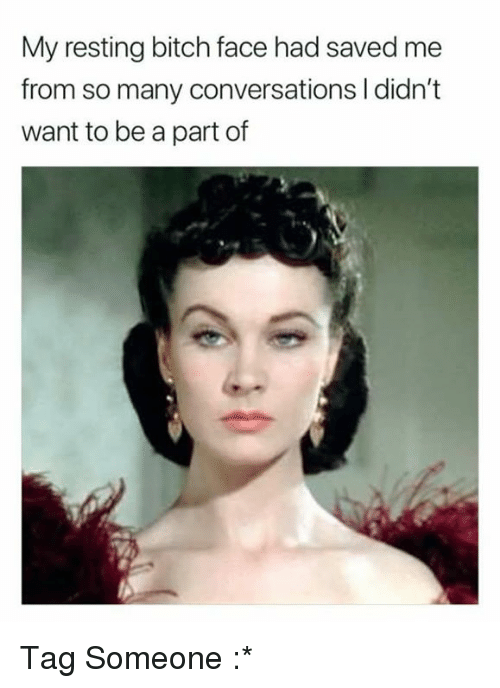 My resting bitch face had saved me
from so many conversations I didn't
want to be a part of
Tag Someone :*